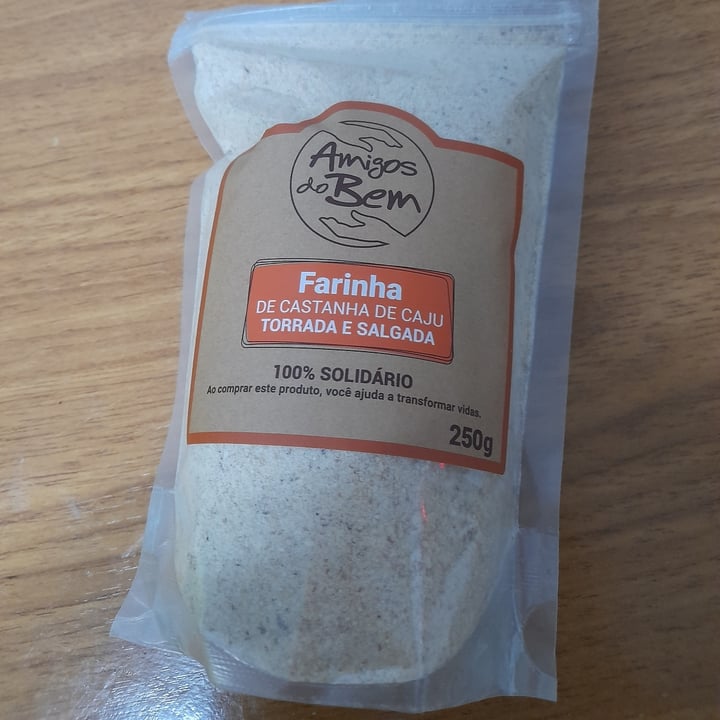 Amigos
do Bem
Farinha
DE CASTANHA DE CAJU
TORRADA E SALGADA
100% SOLIDÁRIO
Ao comprar este produto, você ajuda a transformar vidas.
250g